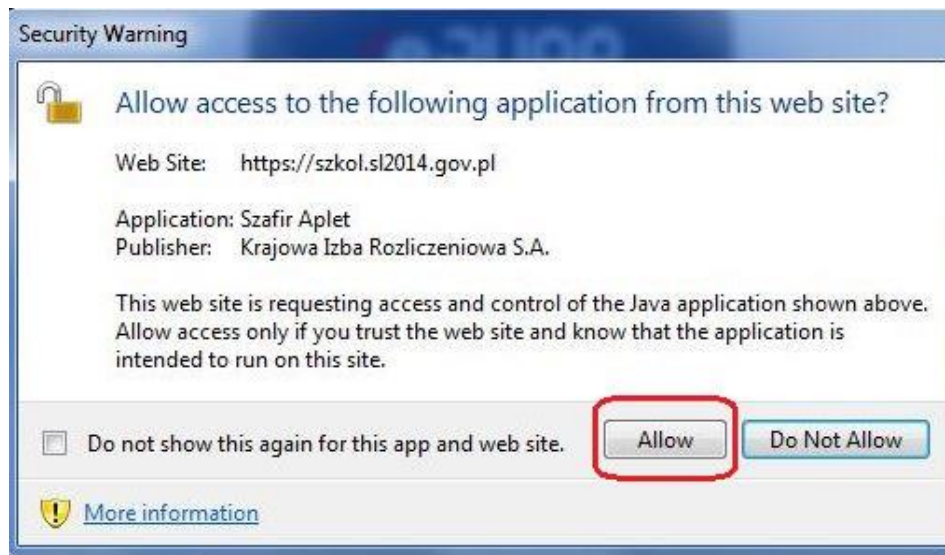 Security Warning
Allow access to the following application from this web site?
Web Site: https://szkol.sl2014.gov.pl
Application: Szafir Aplet
Publisher: Krajowa Izba Rozliczeniowa S.A.
This web site is requesting access and control of the Java application shown above.
Allow access only if you trust the web site and know that the application is
intended to run on this site.
Do not show this again for this app and web site. Allow Do Not Allow
More information